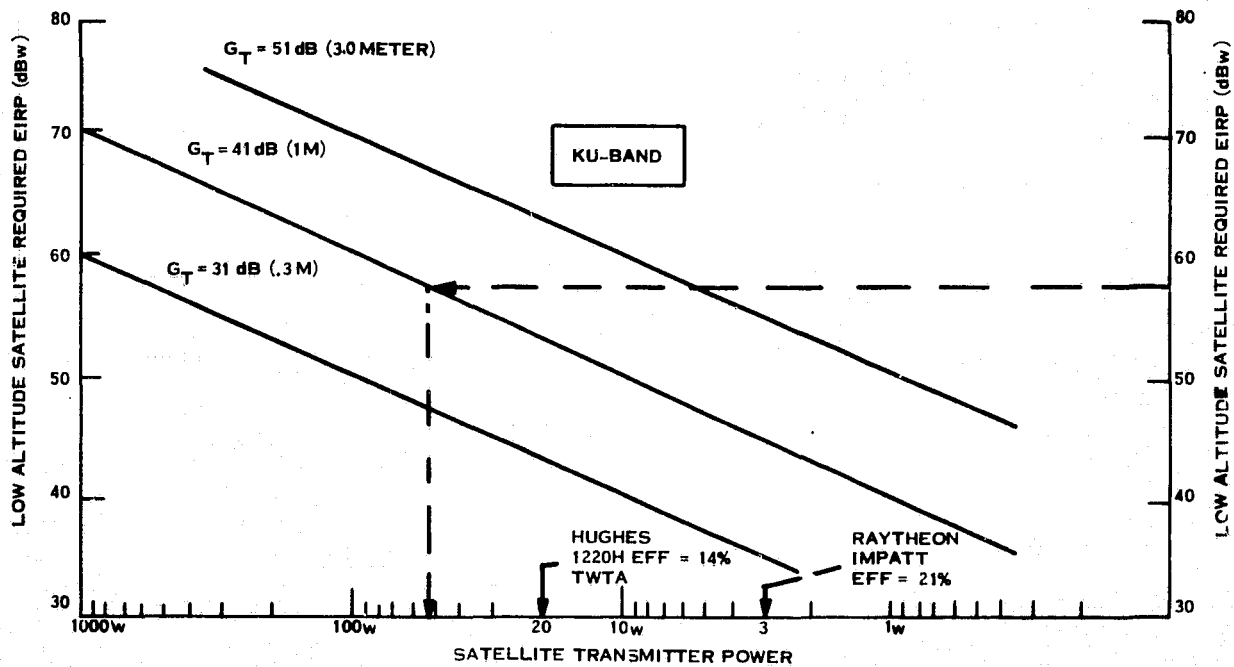 80
70
60
50
40
30
LOW ALTITUDE SATELLITE REQUIRED EIRP (dBw)
G_T = 51 dB (3.0 METER)
G_T = 41 dB (1M)
G_T = 31 dB (.3 M)
KU-BAND
HUGHES
1220H EFF = 14%
TWTA
RAYTHEON
IMPATT
EFF = 21%
1000w
100w
20
10w
3
1w
SATELLITE TRANSMITTER POWER
80
70
60
50
40
30
LOW ALTITUDE SATELLITE REQUIRED EIRP (dBw)